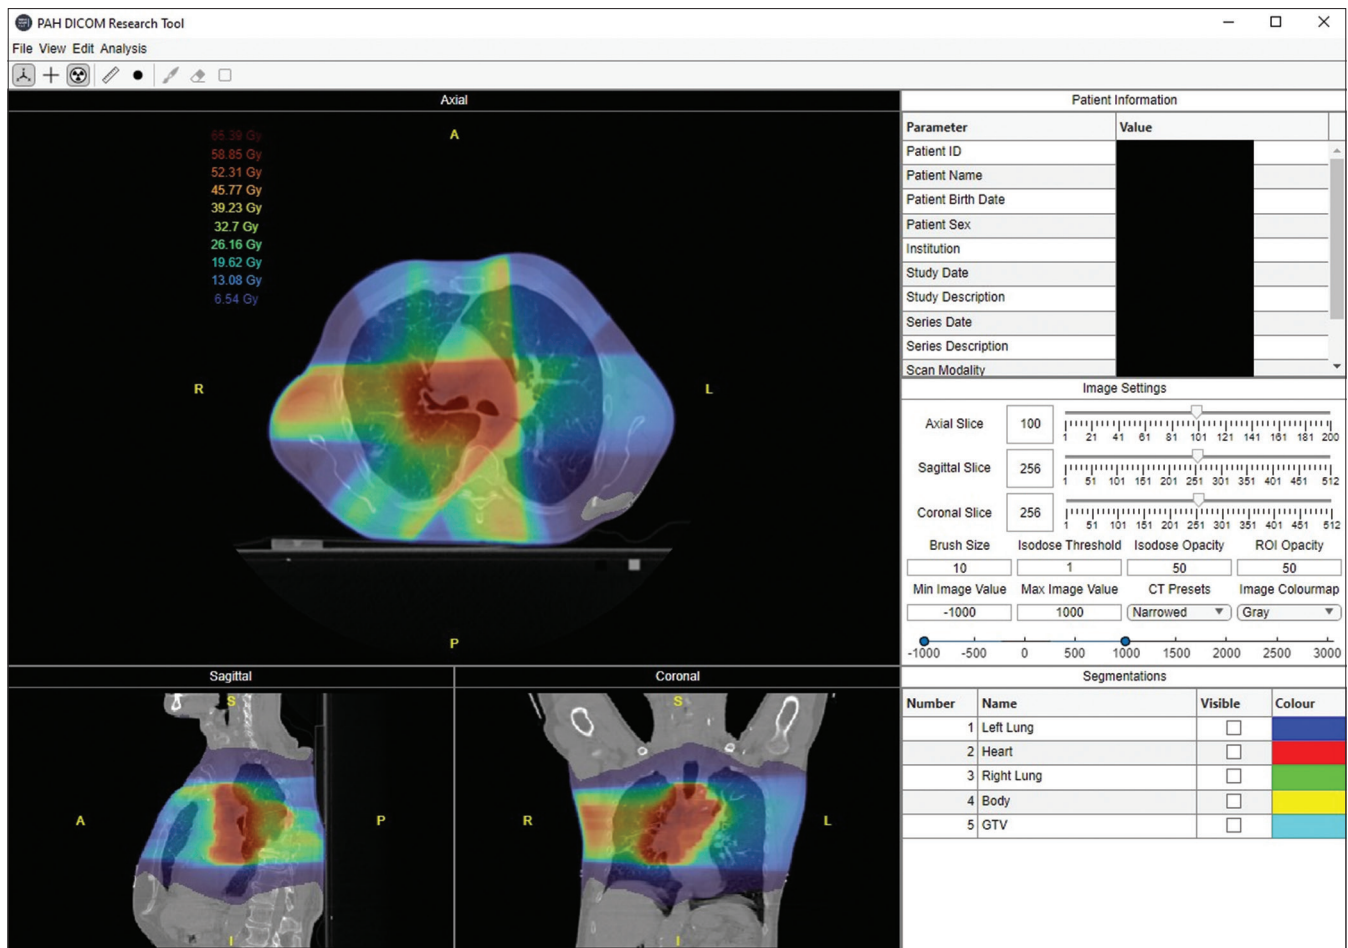 PAH DICOM Research Tool
File View Edit Analysis
Axial
66.39 Gy
58.85 Gy
52.31 Gy
45.77 Gy
39.23 Gy
32.7 Gy
26.16 Gy
19.62 Gy
13.08 Gy
6.54 Gy
A
R
L
P
Patient Information
Parameter Value
Patient ID
Patient Name
Patient Birth Date
Patient Sex
Institution
Study Date
Study Description
Series Date
Series Description
Scan Modality
Image Settings
Axial Slice 100
1 21 41 61 81 101 121 141 161 181 200
Sagittal Slice 256
1 51 101 151 201 251 301 351 401 451 512
Coronal Slice 256
1 51 101 151 201 251 301 351 401 451 512
Brush Size Isodose Threshold Isodose Opacity ROI Opacity
10 1 50 50
Min Image Value Max Image Value CT Presets Image Colourmap
-1000 1000 Narrowed Gray
-1000 -500 0 500 1000 1500 2000 2500 3000
Sagittal
S
A
P
I
Coronal
S
R
L
I
Segmentations
Number Name Visible Colour
1 Left Lung
2 Heart
3 Right Lung
4 Body
5 GTV